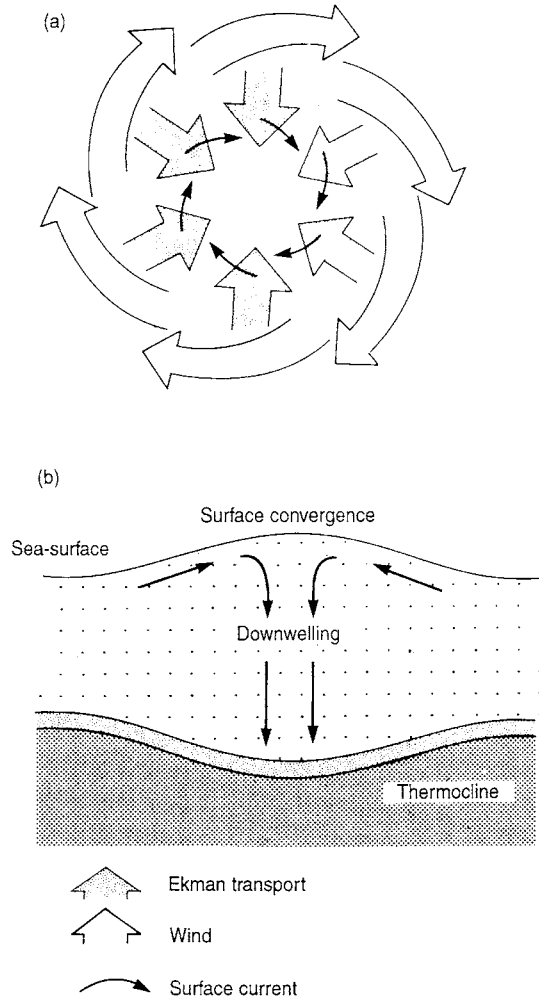 (a)
(b)
Surface convergence
Sea-surface
Downwelling
Thermocline
Ekman transport
Wind
Surface current